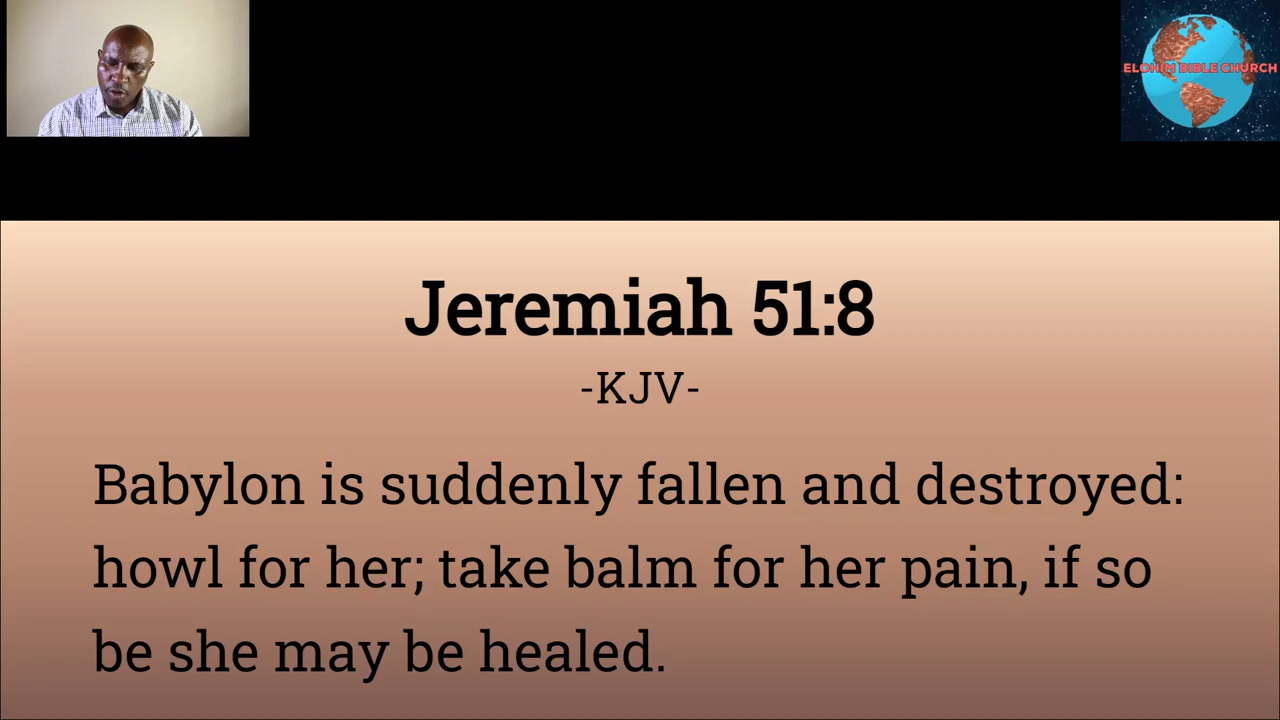 ELOHIM BIBLE CHURCH
Jeremiah 51:8
-KJV-
Babylon is suddenly fallen and destroyed:
howl for her; take balm for her pain, if so
be she may be healed.